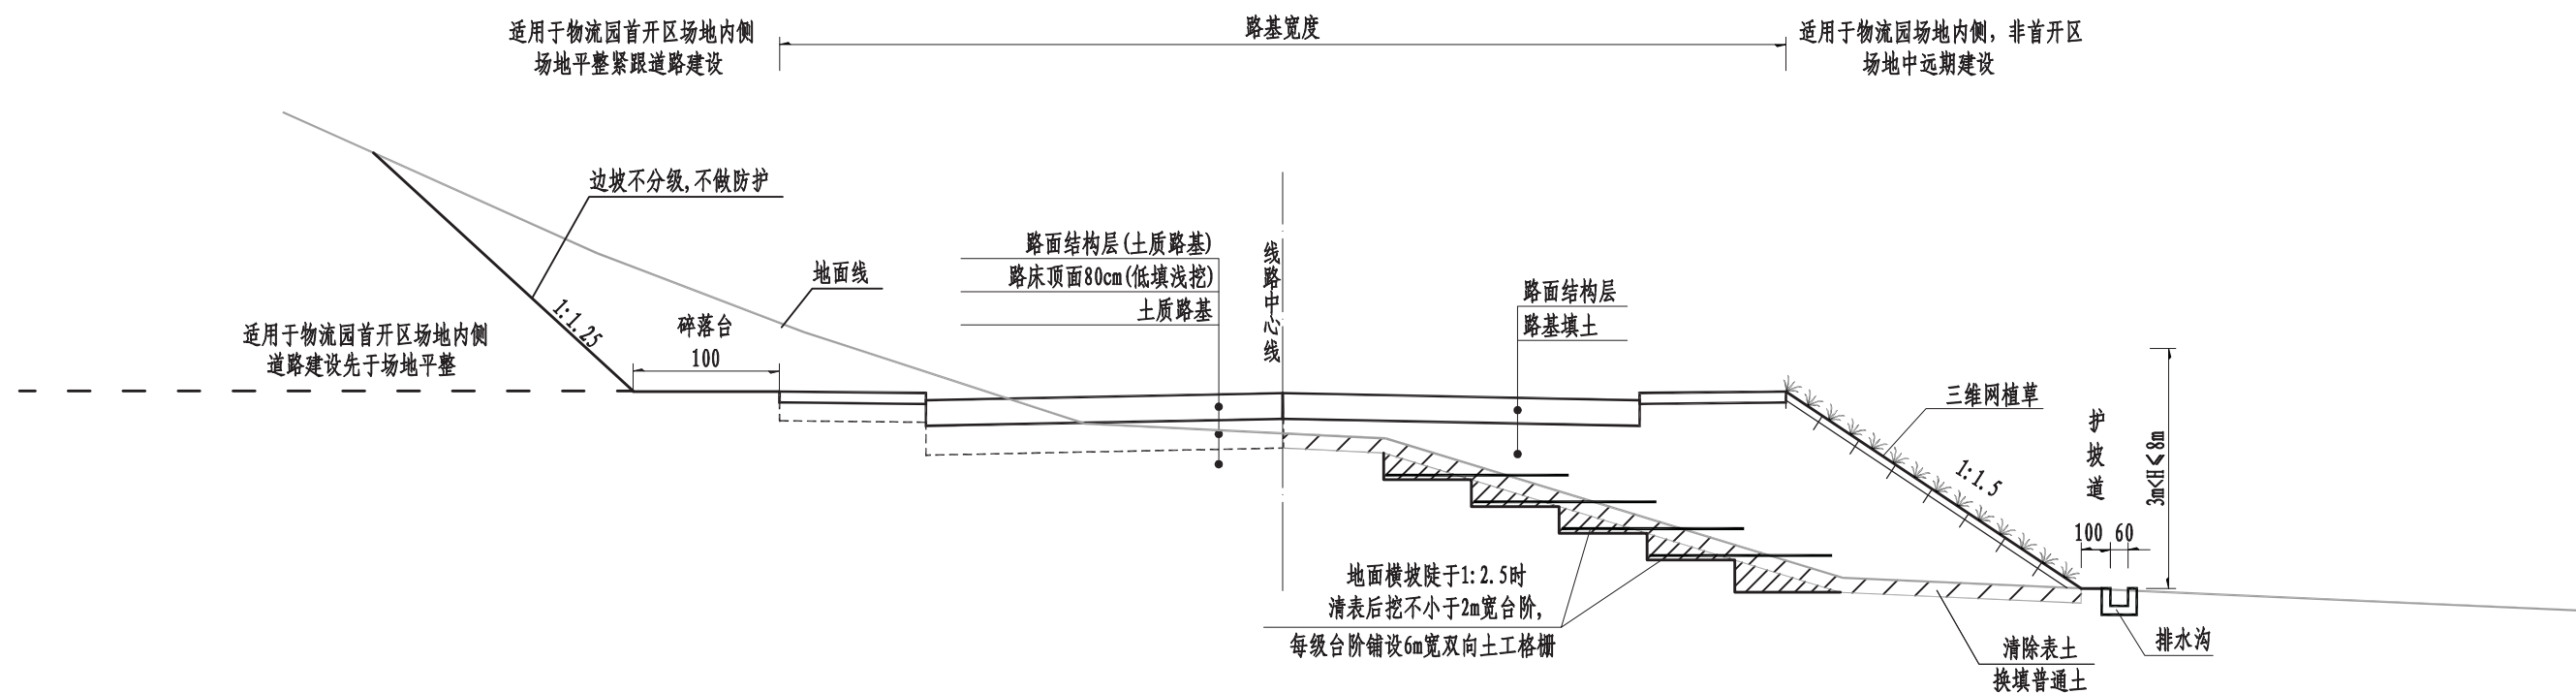 适用于物流园首开区场地内侧
场地平整紧跟道路建设
路基宽度
适用于物流园场地内侧，非首开区
场地中远期建设
边坡不分级,不做防护
地面线
1:1.25
碎落台
100
适用于物流园首开区场地内侧
道路建设先于场地平整
路面结构层(土质路基)
路床顶面80cm(低填浅挖)
土质路基
线路中心线
路面结构层
路基填土
三维网植草
1:1.5
护坡道
100
60
3m<H≤8m
地面横坡陡于1:2.5时
清表后挖不小于2m宽台阶,
每级台阶铺设6m宽双向土工格栅
清除表土
换填普通土
排水沟